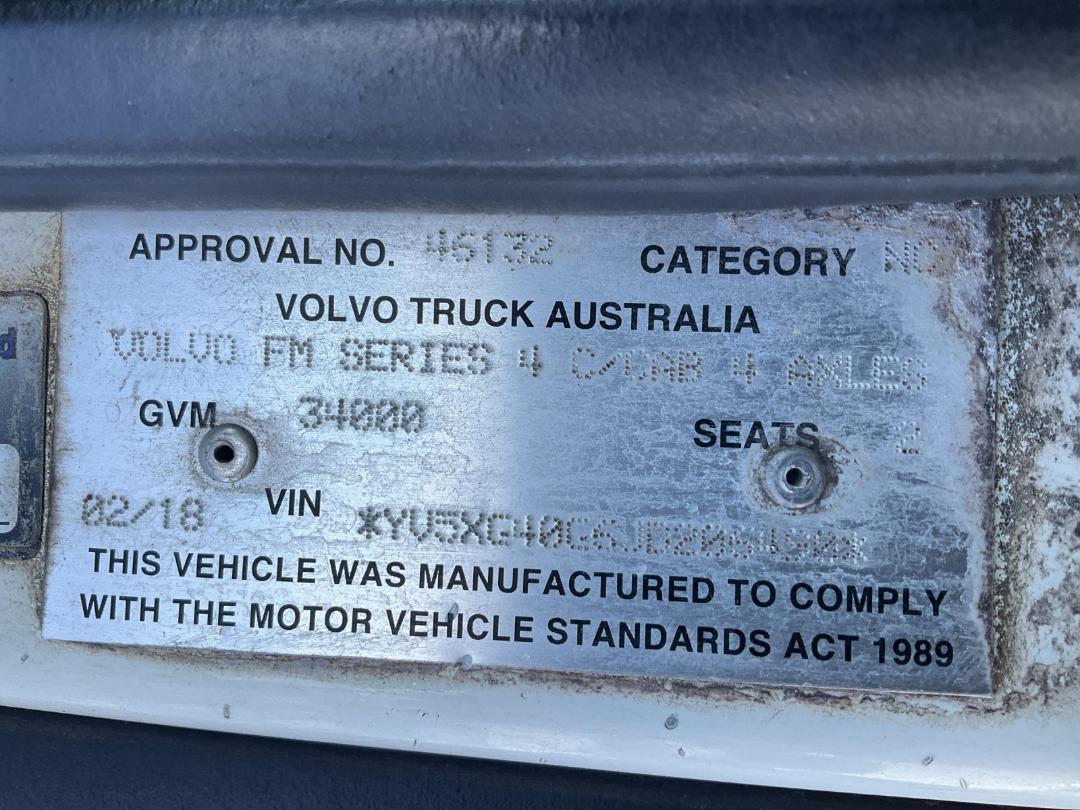 APPROVAL NO. 46132 CATEGORY NC
VOLVO TRUCK AUSTRALIA
VOLVO FM SERIES 4 C/CAB 4 AXLES
GVM 34000 SEATS 2
02/18 VIN
THIS VEHICLE WAS MANUFACTURED TO COMPLY
WITH THE MOTOR VEHICLE STANDARDS ACT 1989